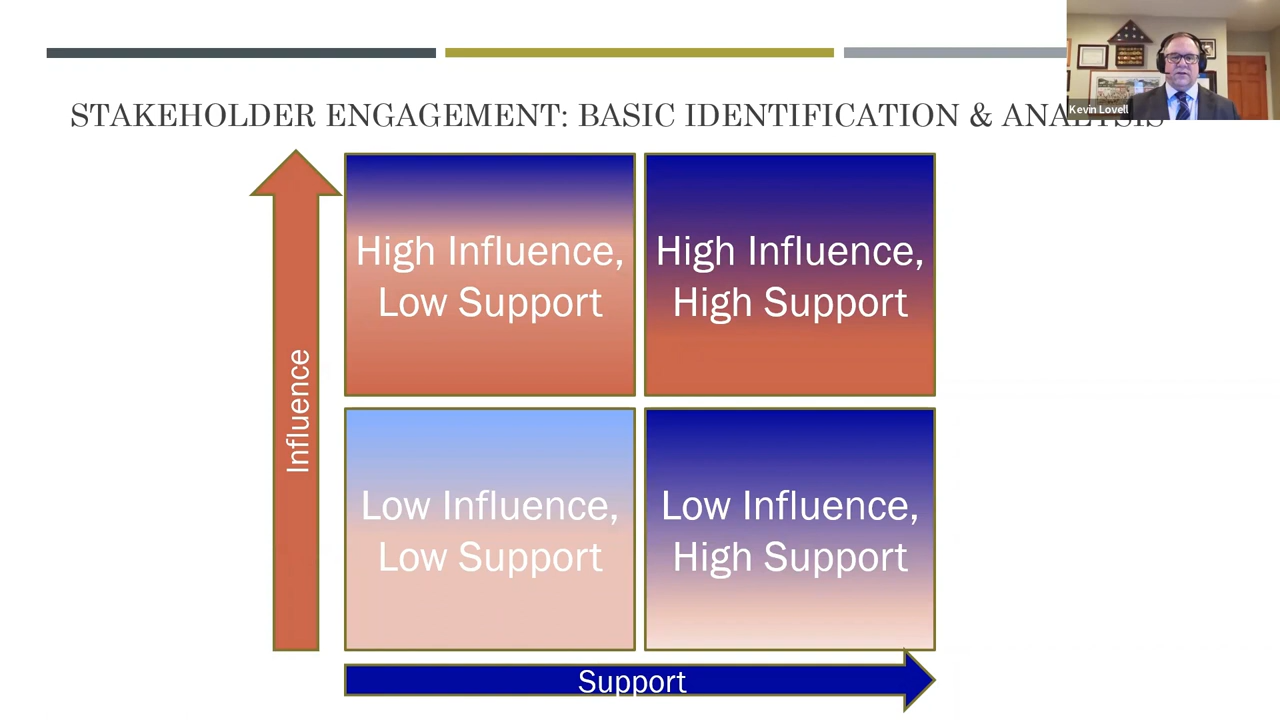 STAKEHOLDER ENGAGEMENT: BASIC IDENTIFICATION & ANALYSIS
Kevin Lovell
High Influence,
Low Support
High Influence,
High Support
Influence
Low Influence,
Low Support
Low Influence,
High Support
Support